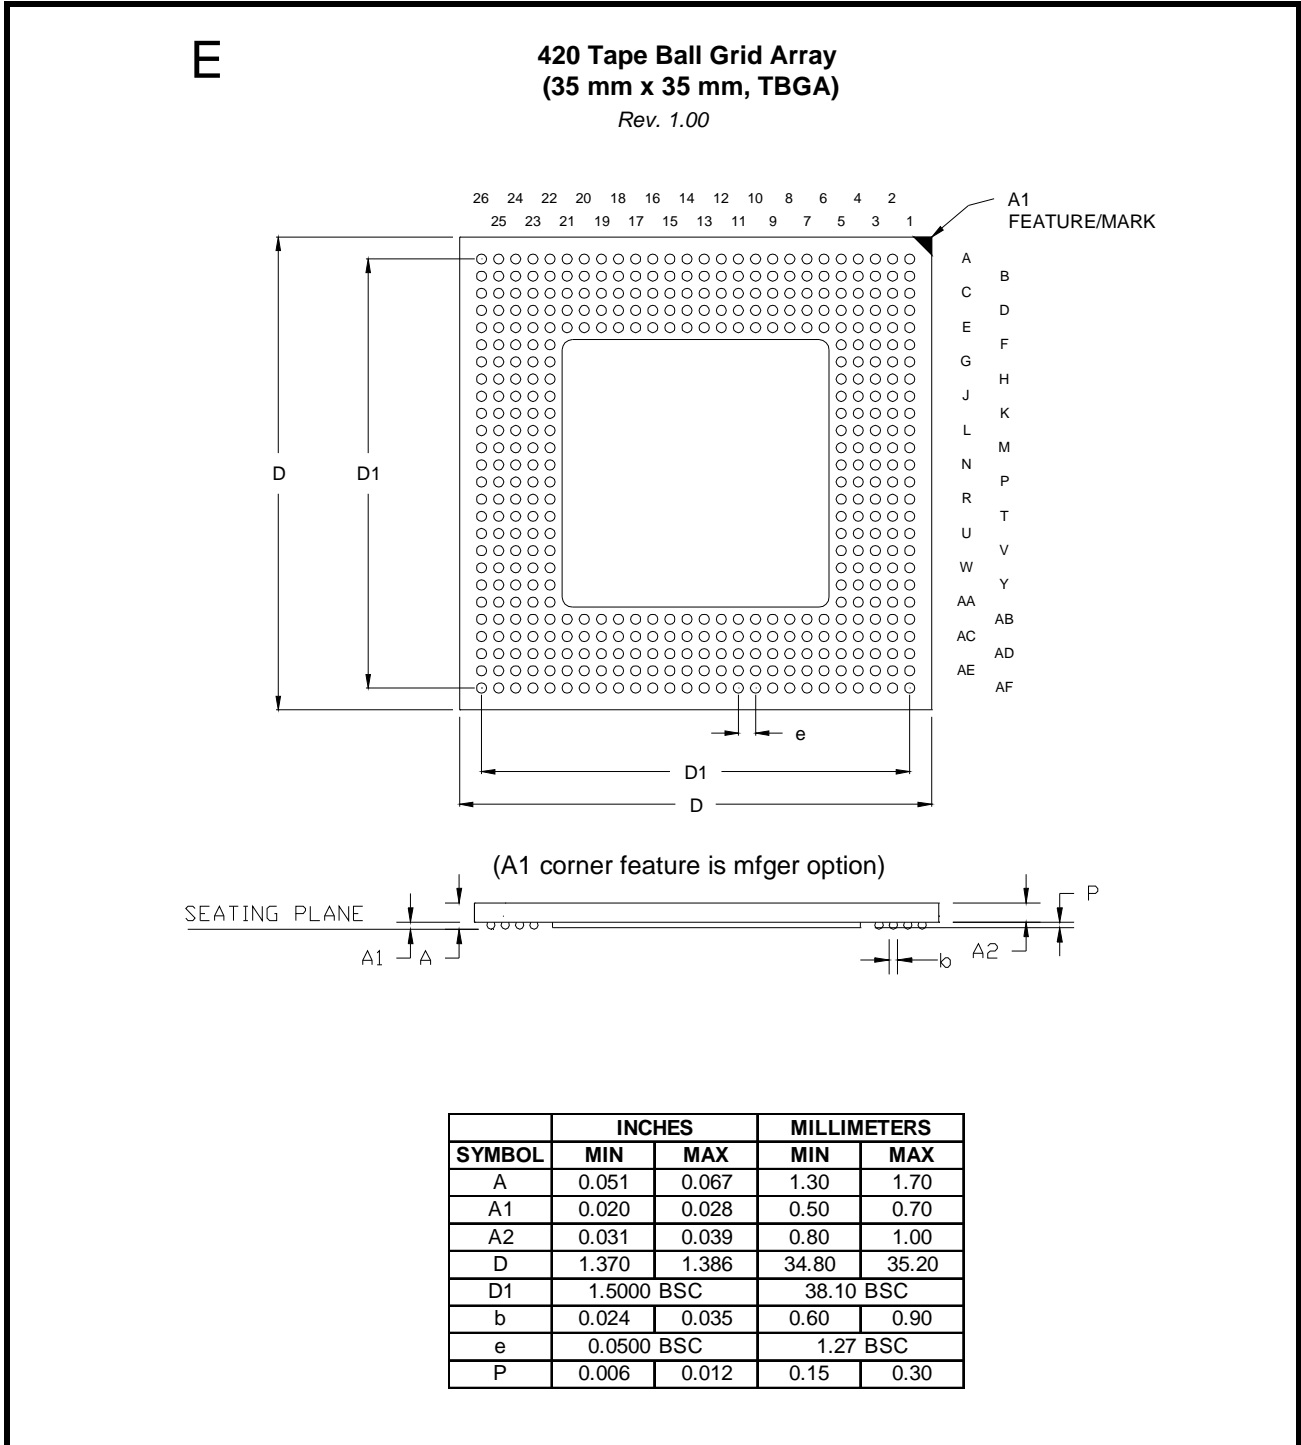 E
420 Tape Ball Grid Array
(35 mm x 35 mm, TBGA)
Rev. 1.00
26 24 22 20 18 16 14 12 10 8 6 4 2
25 23 21 19 17 15 13 11 9 7 5 3 1
A1
FEATURE/MARK
A
B
C
D
E
F
G
H
J
K
L
M
N
P
R
T
U
V
W
Y
AA
AB
AC
AD
AE
AF
D
D1
e
D1
D
(A1 corner feature is mfger option)
SEATING PLANE
P
A1 A
b
A2
INCHES MILLIMETERS
SYMBOL MIN MAX MIN MAX
A 0.051 0.067 1.30 1.70
A1 0.020 0.028 0.50 0.70
A2 0.031 0.039 0.80 1.00
D 1.370 1.386 34.80 35.20
D1 1.5000 BSC 38.10 BSC
b 0.024 0.035 0.60 0.90
e 0.0500 BSC 1.27 BSC
P 0.006 0.012 0.15 0.30